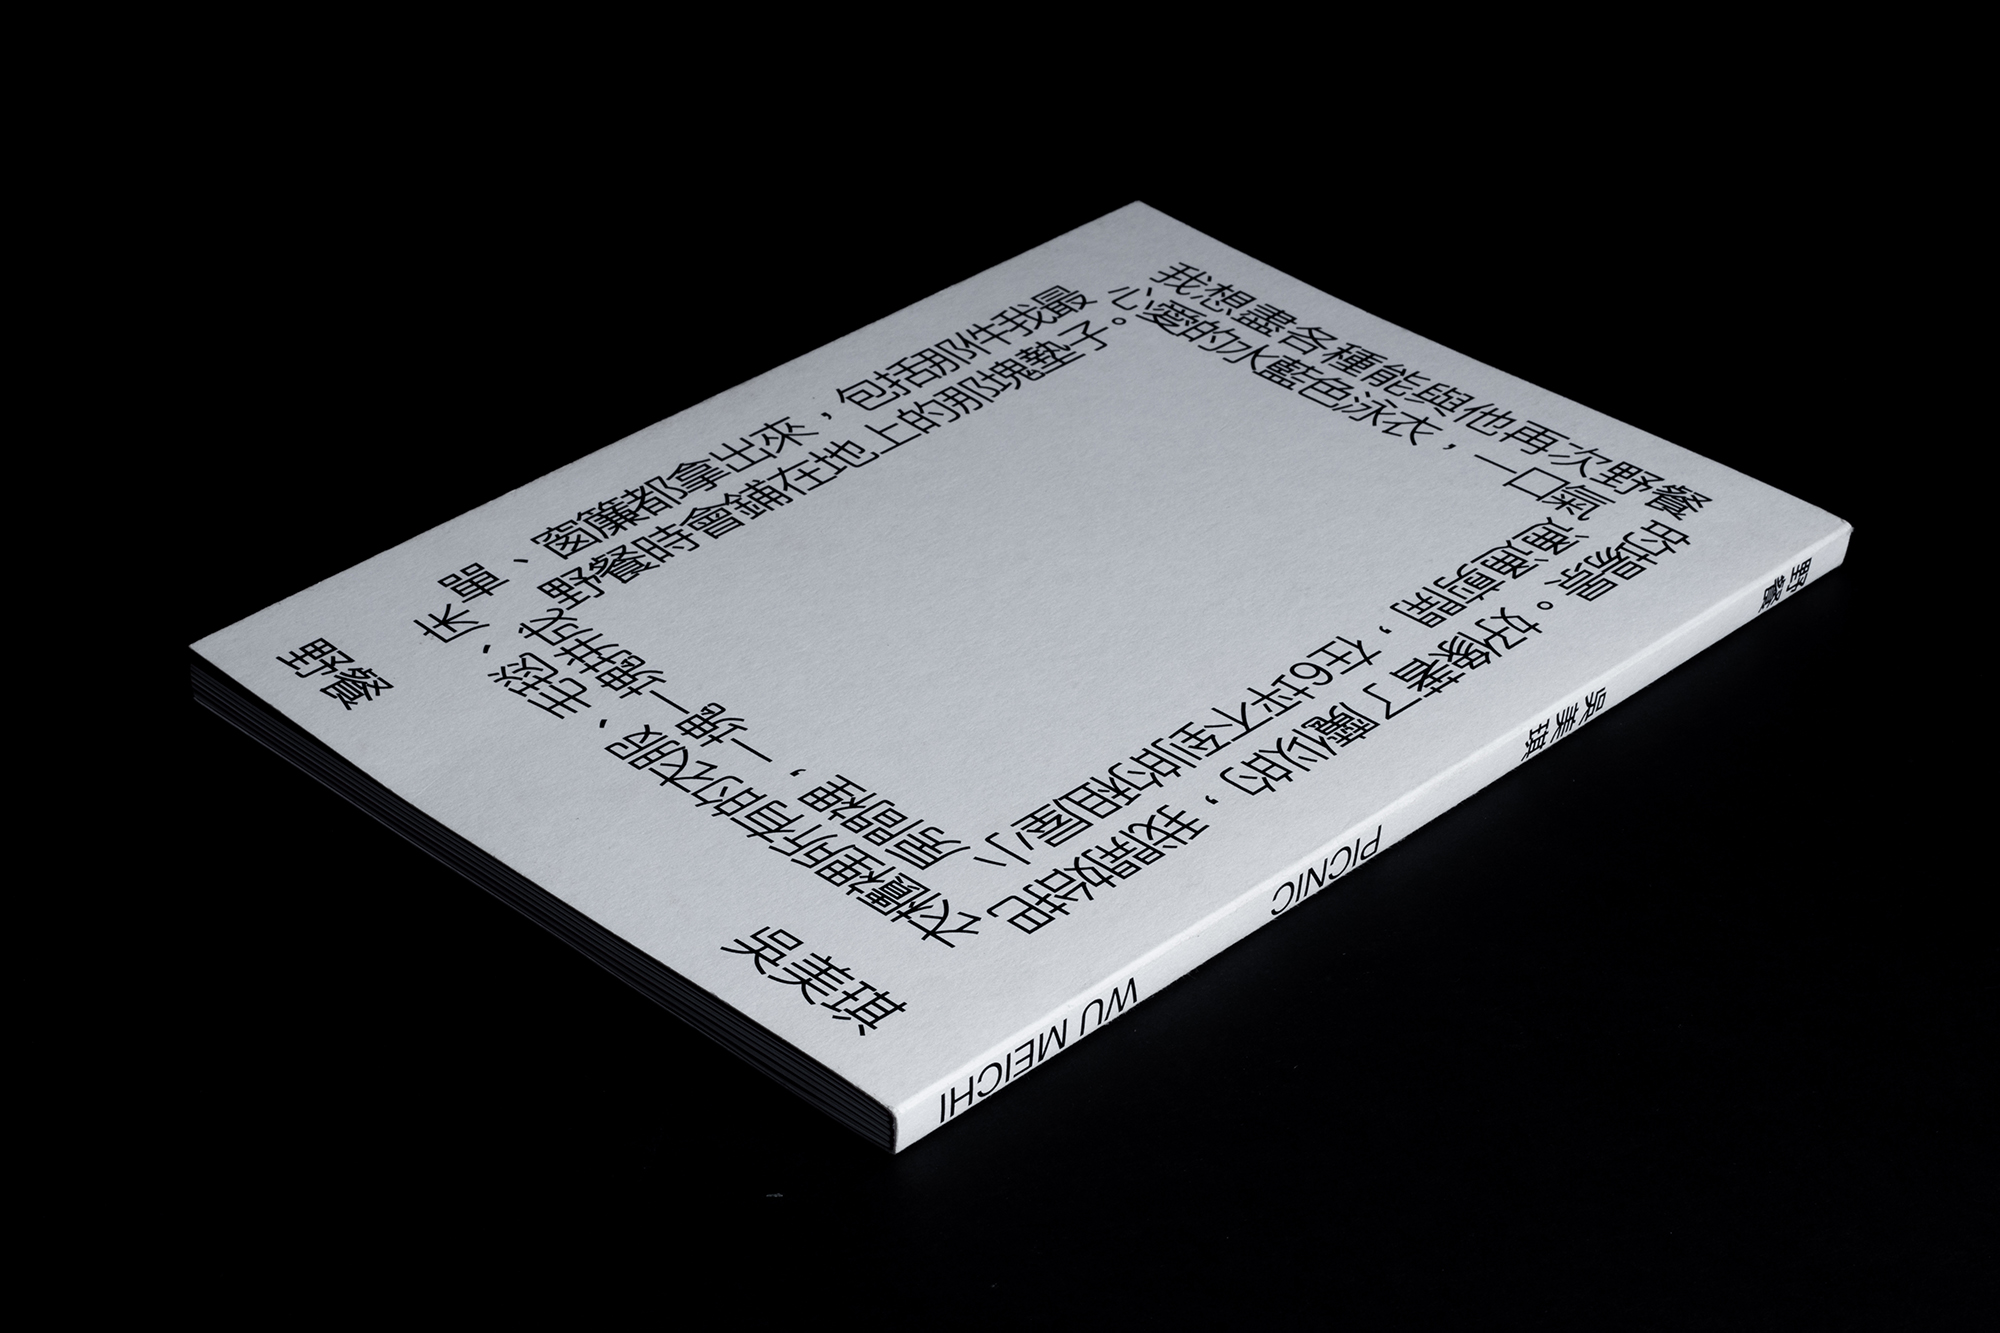 我想盡各種能與他再次野餐
的場景。好像著了魔似的，我開始把
衣櫃裡所有的衣服、毛毯、
床單、窗簾都拿出來，包括那件我最
心愛的水藍色泳衣，一口氣
通通剪開，在6坪不到的租屋小
房間裡，一塊一塊拼成
野餐時會鋪在地上的那塊墊子。
野餐
吳美琪
野餐
吳美琪
PICNIC
WU MEICHI